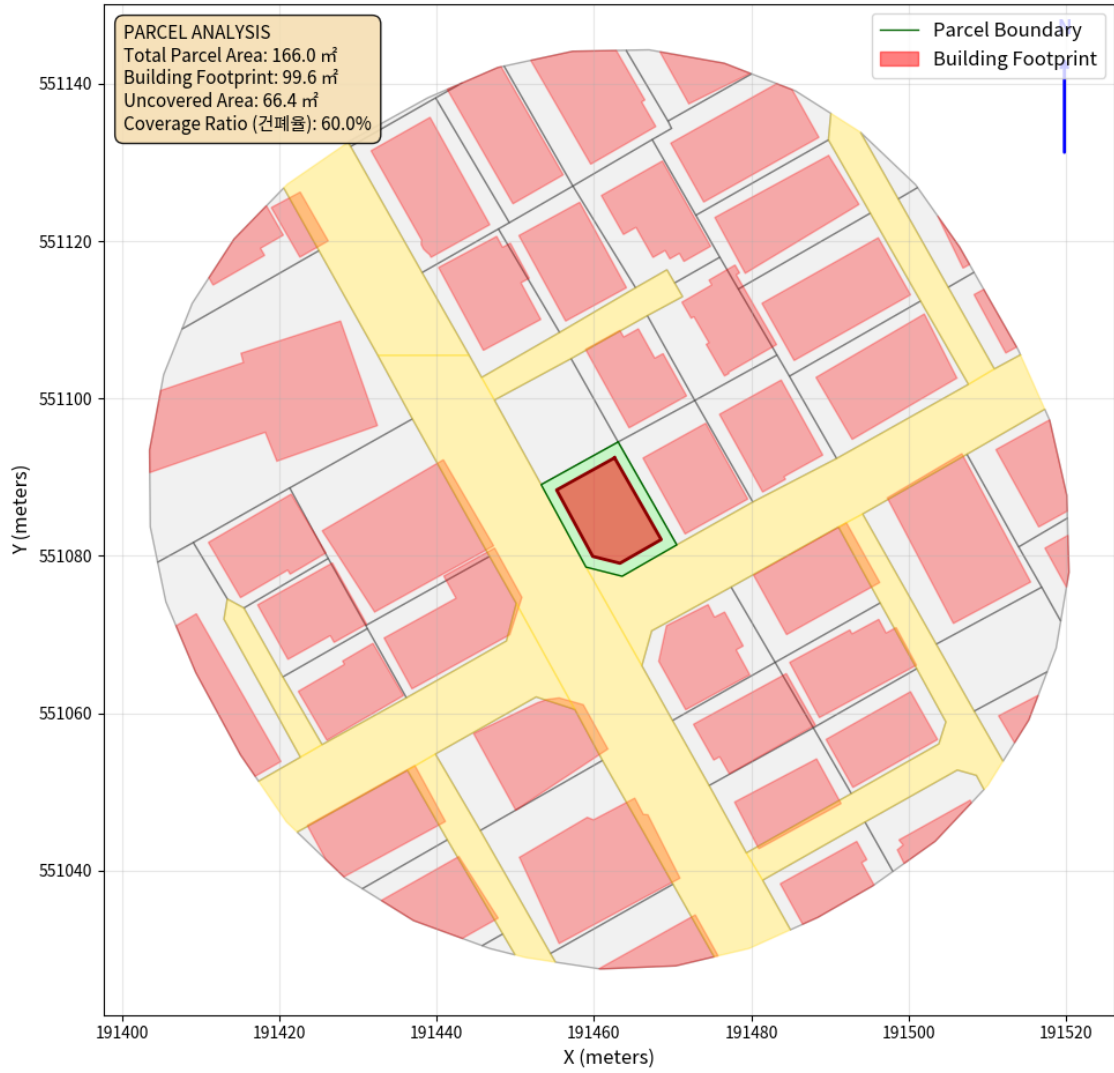 PARCEL ANALYSIS
Total Parcel Area: 166.0 ㎡
Building Footprint: 99.6 ㎡
Uncovered Area: 66.4 ㎡
Coverage Ratio (건폐율): 60.0%
N
Parcel Boundary
Building Footprint
551140
551120
551100
551080
551060
551040
Y (meters)
191400 191420 191440 191460 191480 191500 191520
X (meters)